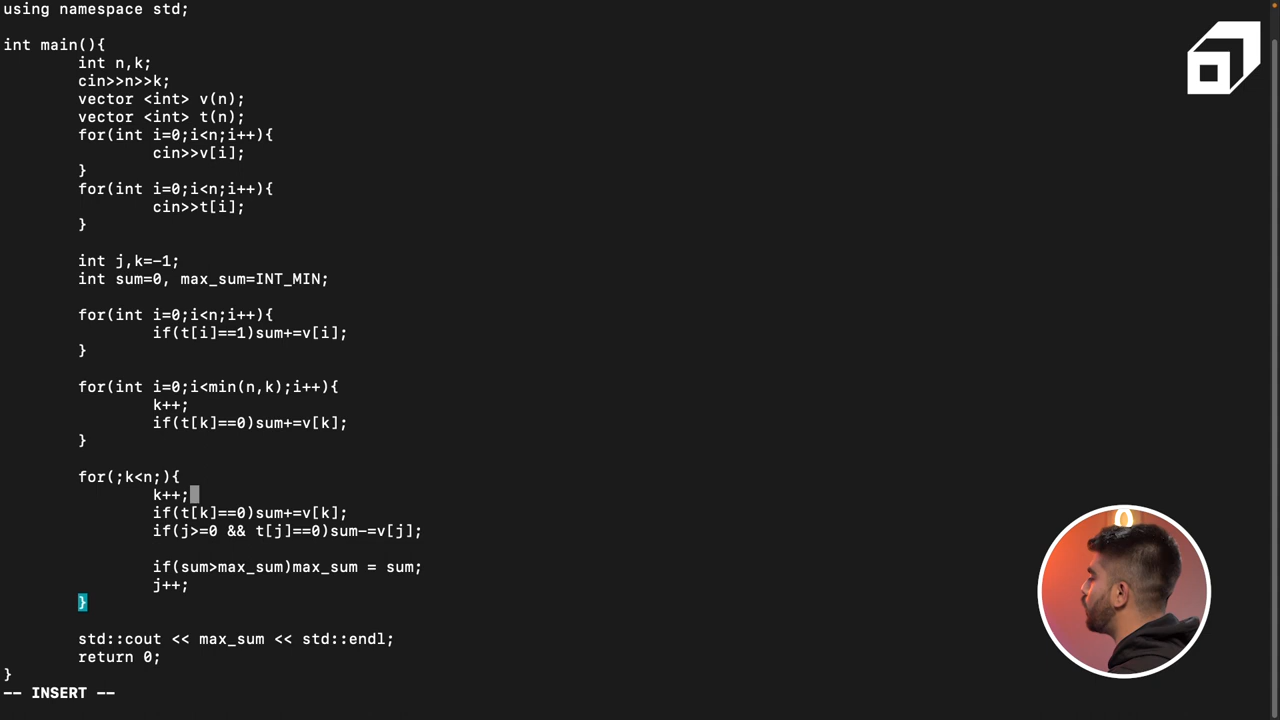 using namespace std;
int main(){
int n,k;
cin>>n>>k;
vector <int> v(n);
vector <int> t(n);
for(int i=0;i<n;i++){
cin>>v[i];
}
for(int i=0;i<n;i++){
cin>>t[i];
}
int j,k=-1;
int sum=0, max_sum=INT_MIN;
for(int i=0;i<n;i++){
if(t[i]==1)sum+=v[i];
}
for(int i=0;i<min(n,k);i++){
k++;
if(t[k]==0)sum+=v[k];
}
for(;k<n;){
k++;
if(t[k]==0)sum+=v[k];
if(j>=0 && t[j]==0)sum-=v[j];
if(sum>max_sum)max_sum = sum;
j++;
}
std::cout << max_sum << std::endl;
return 0;
}
-- INSERT --